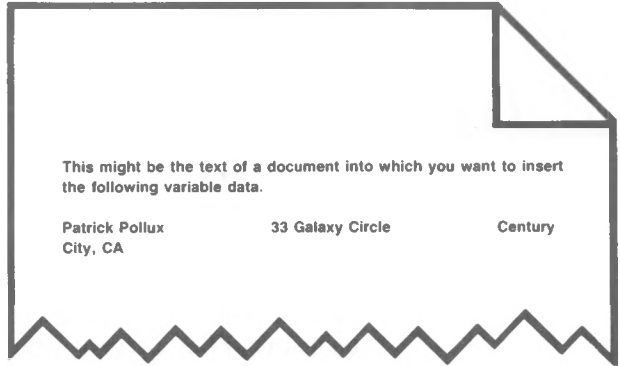 This might be the text of a document into which you want to insert
the following variable data.
Patrick Pollux 33 Galaxy Circle Century
City, CA